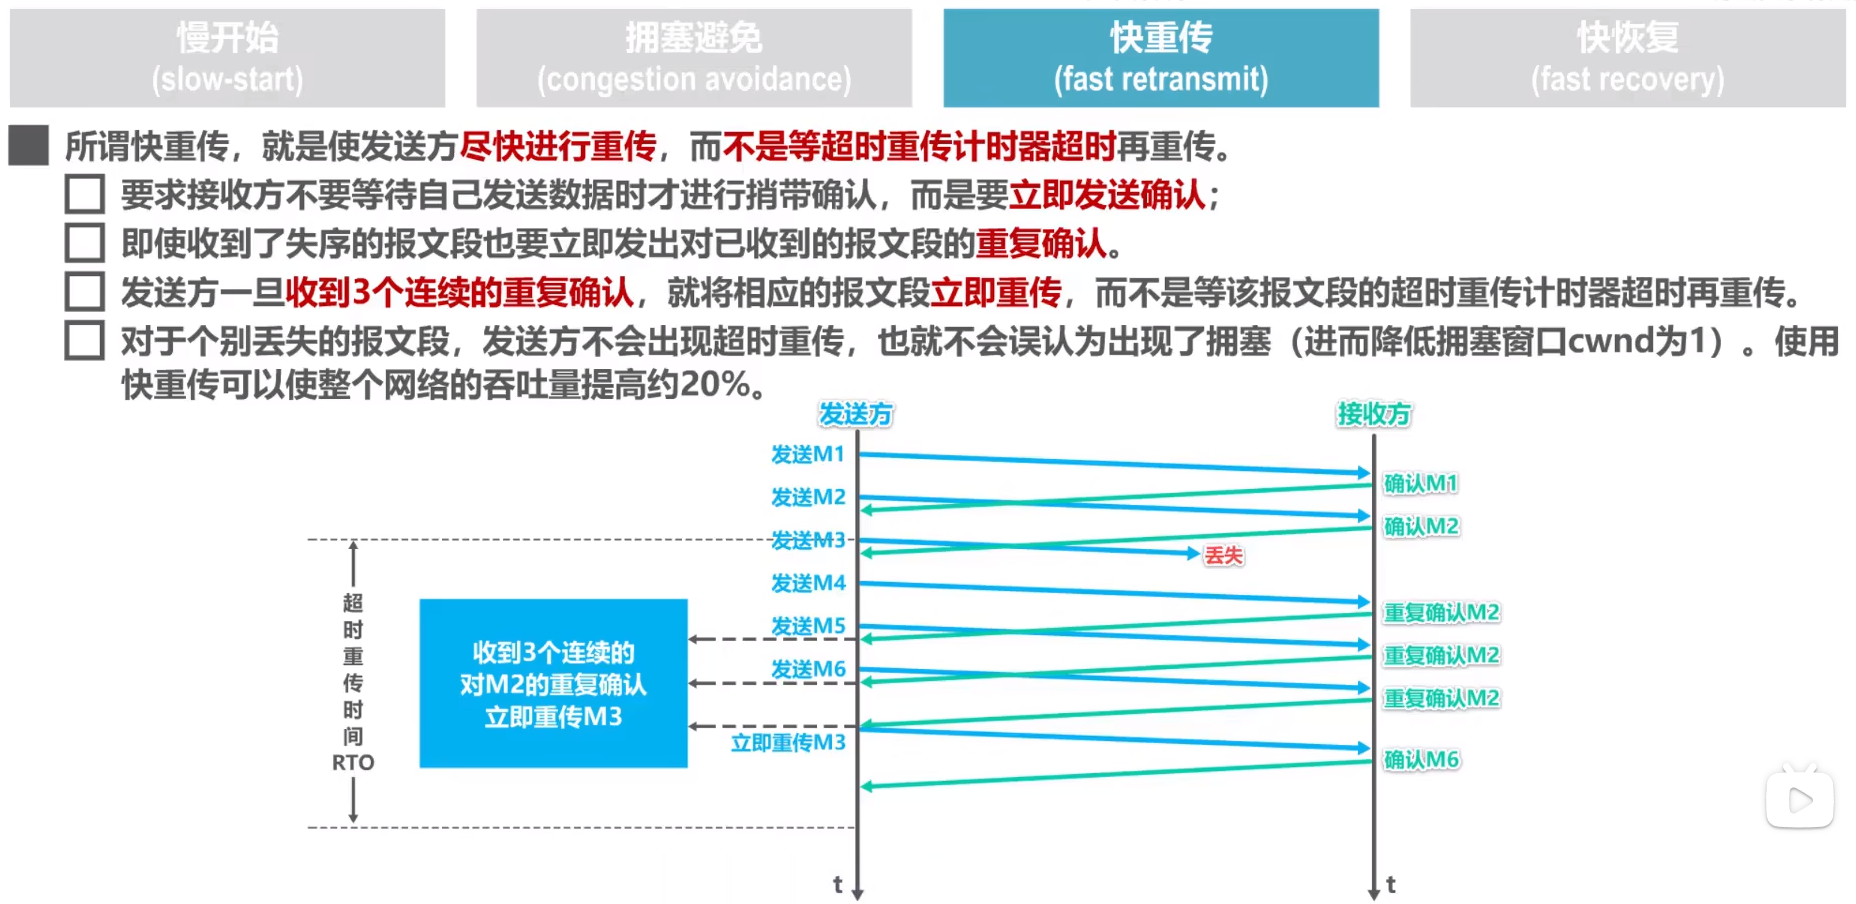 慢开始
(slow-start)
拥塞避免
(congestion avoidance)
快重传
(fast retransmit)
快恢复
(fast recovery)
所谓快重传，就是使发送方尽快进行重传，而不是等超时重传计时器超时再重传。
要求接收方不要等待自己发送数据时才进行捎带确认，而是要立即发送确认；
即使收到了失序的报文段也要立即发出对已收到的报文段的重复确认。
发送方一旦收到3个连续的重复确认，就将相应的报文段立即重传，而不是等该报文段的超时重传计时器超时再重传。
对于个别丢失的报文段，发送方不会出现超时重传，也就不会误认为出现了拥塞（进而降低拥塞窗口cwnd为1）。使用
快重传可以使整个网络的吞吐量提高约20%。
发送方
接收方
发送M1
确认M1
发送M2
确认M2
发送M3
丢失
发送M4
重复确认M2
发送M5
重复确认M2
发送M6
重复确认M2
立即重传M3
确认M6
超
时
重
传
时
间
RTO
收到3个连续的
对M2的重复确认
立即重传M3
t
t